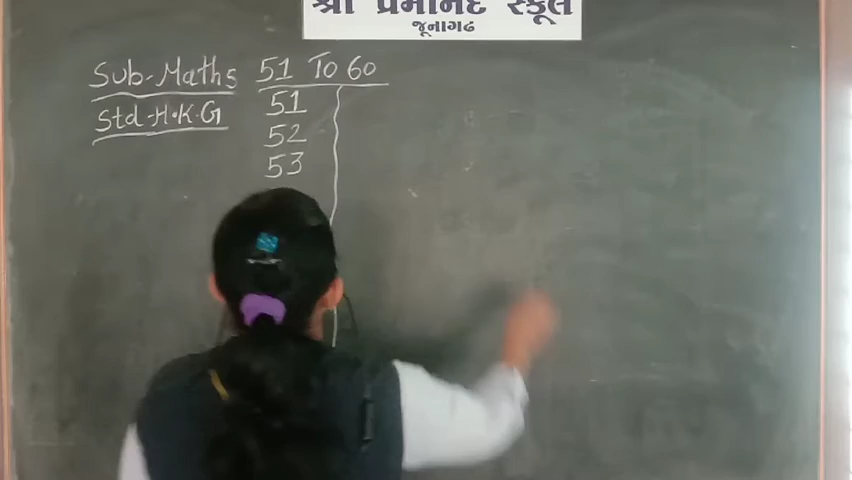 શ્રી પ્રેમાનંદ સ્કૂલ
જૂનાગઢ
Sub-Maths 51 To 60
Std-H.K.G 51
52
53